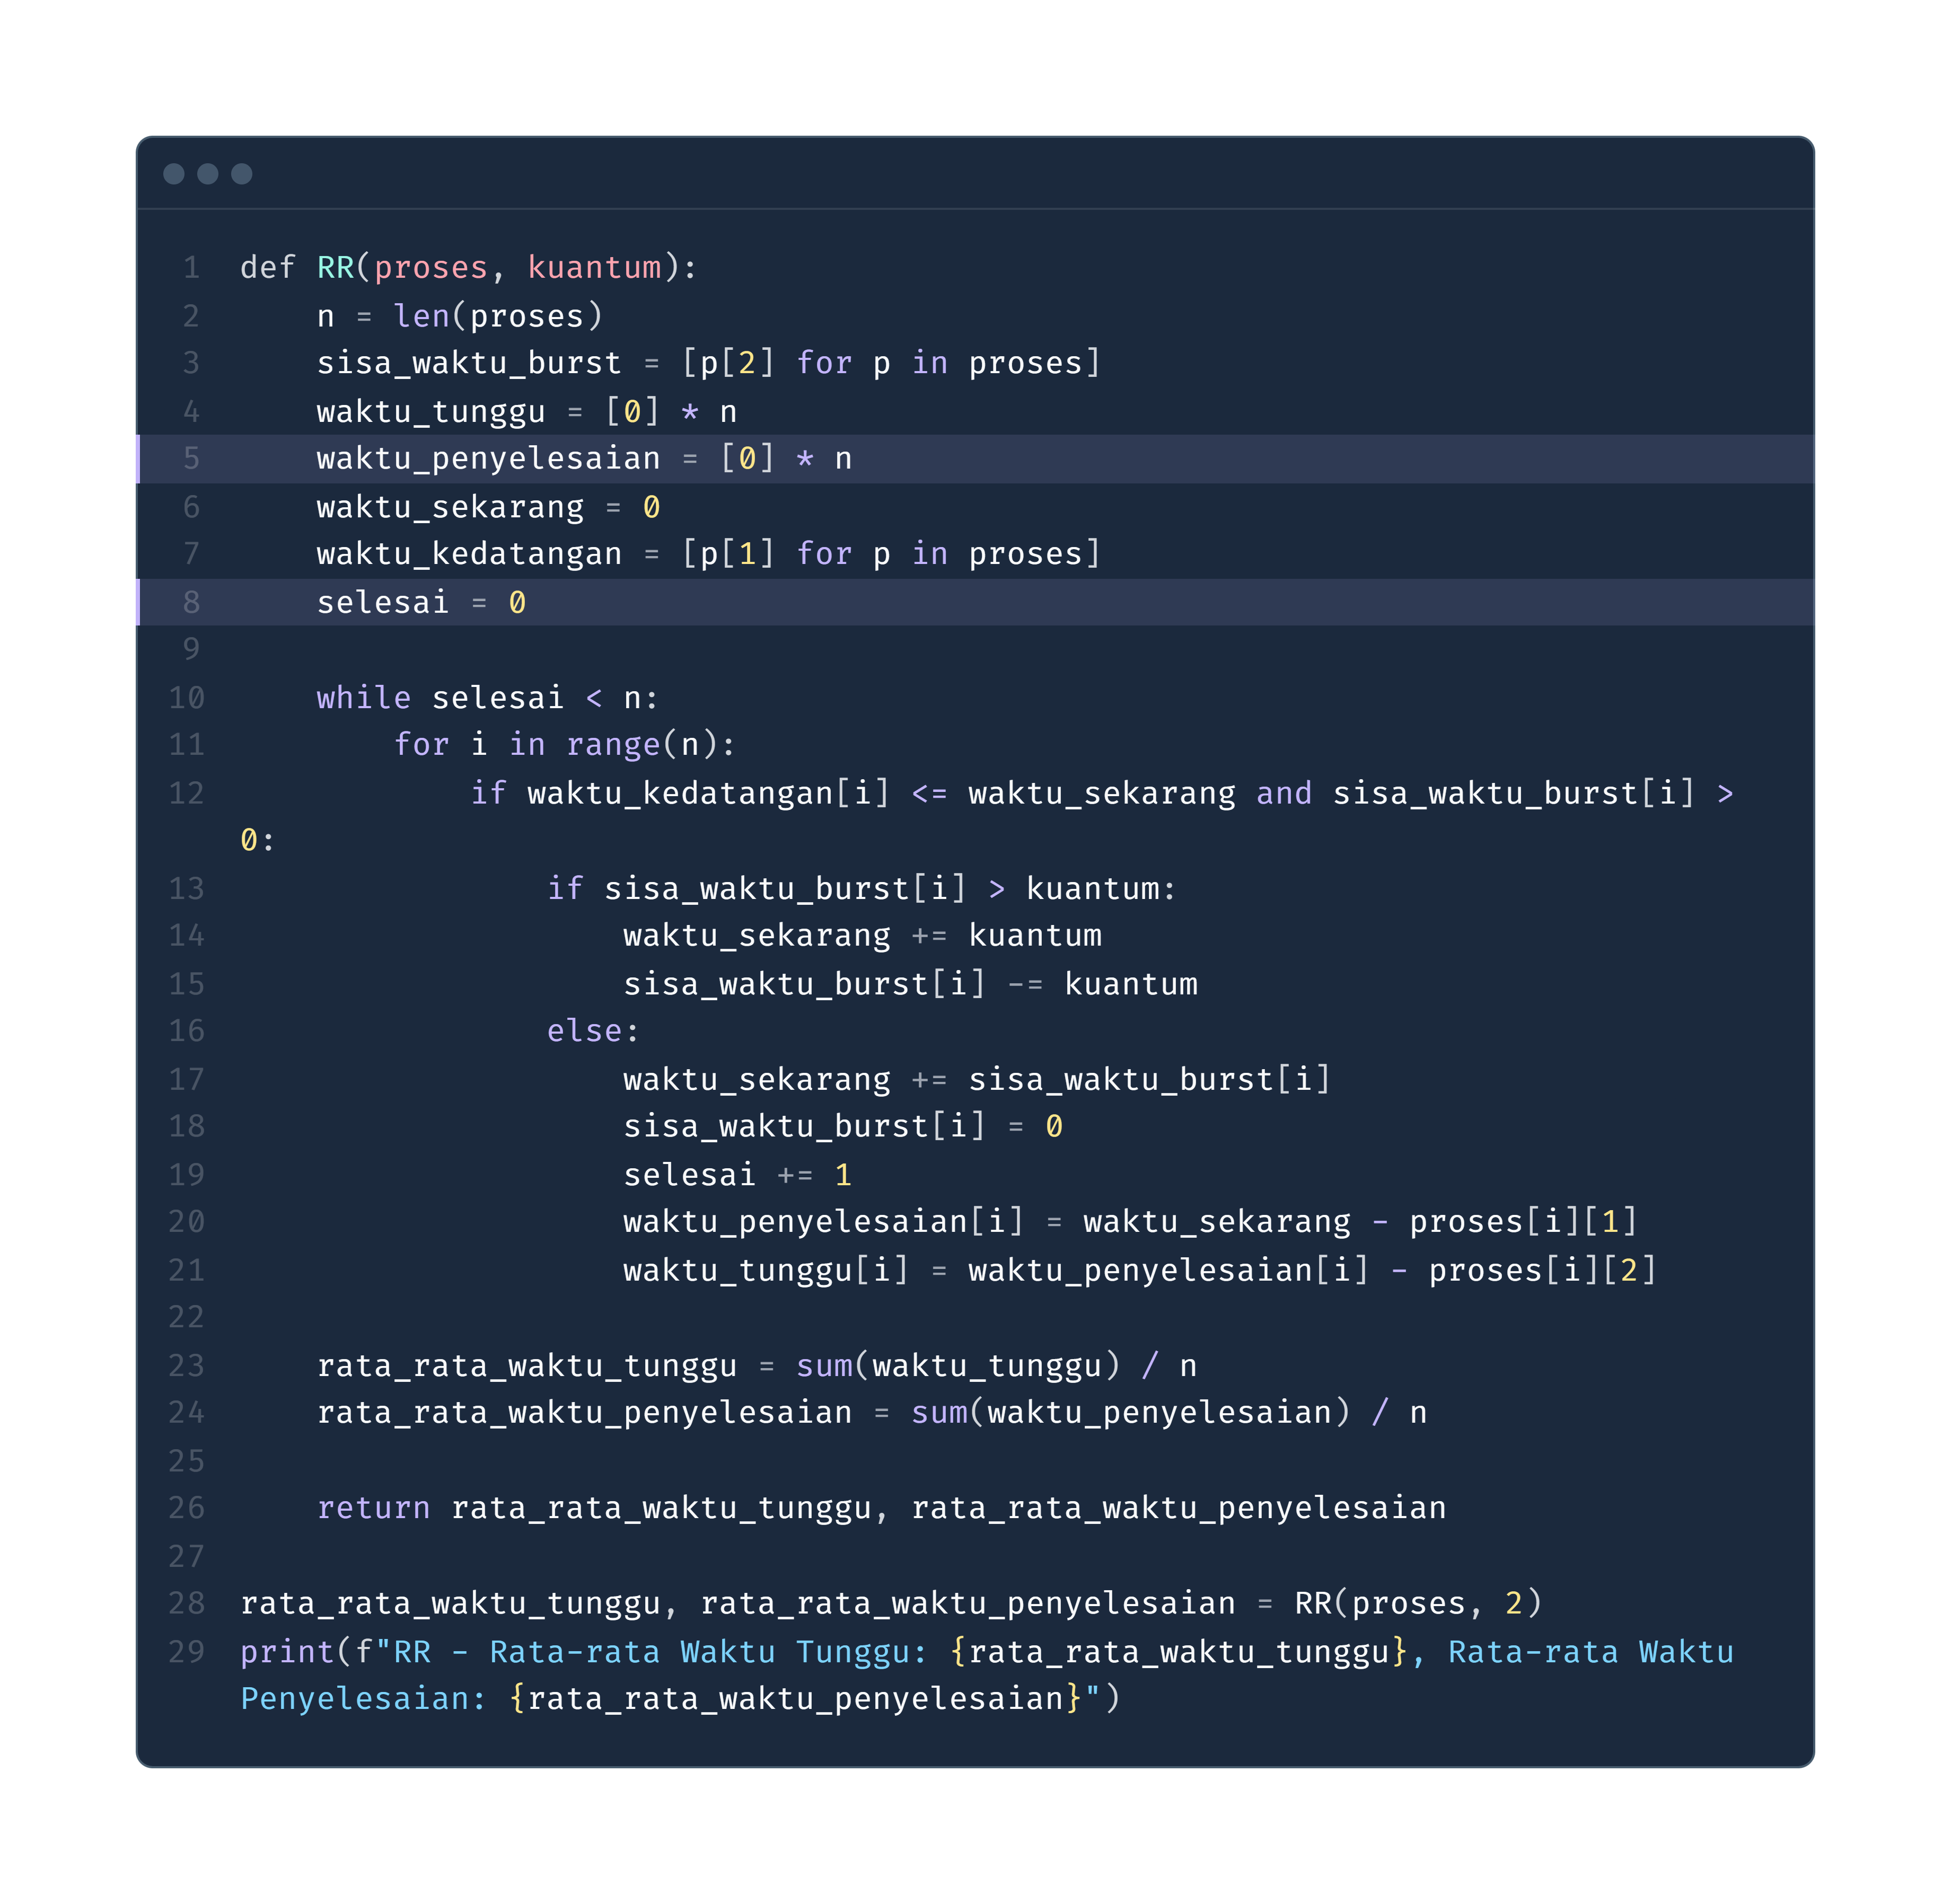 1 def RR(proses, kuantum):
2     n = len(proses)
3     sisa_waktu_burst = [p[2] for p in proses]
4     waktu_tunggu = [0] * n
5     waktu_penyelesaian = [0] * n
6     waktu_sekarang = 0
7     waktu_kedatangan = [p[1] for p in proses]
8     selesai = 0
9
10     while selesai < n:
11         for i in range(n):
12             if waktu_kedatangan[i] <= waktu_sekarang and sisa_waktu_burst[i] >
0:
13                 if sisa_waktu_burst[i] > kuantum:
14                     waktu_sekarang += kuantum
15                     sisa_waktu_burst[i] -= kuantum
16                 else:
17                     waktu_sekarang += sisa_waktu_burst[i]
18                     sisa_waktu_burst[i] = 0
19                     selesai += 1
20                     waktu_penyelesaian[i] = waktu_sekarang - proses[i][1]
21                     waktu_tunggu[i] = waktu_penyelesaian[i] - proses[i][2]
22
23     rata_rata_waktu_tunggu = sum(waktu_tunggu) / n
24     rata_rata_waktu_penyelesaian = sum(waktu_penyelesaian) / n
25
26     return rata_rata_waktu_tunggu, rata_rata_waktu_penyelesaian
27
28 rata_rata_waktu_tunggu, rata_rata_waktu_penyelesaian = RR(proses, 2)
29 print(f"RR - Rata-rata Waktu Tunggu: {rata_rata_waktu_tunggu}, Rata-rata Waktu
Penyelesaian: {rata_rata_waktu_penyelesaian}")